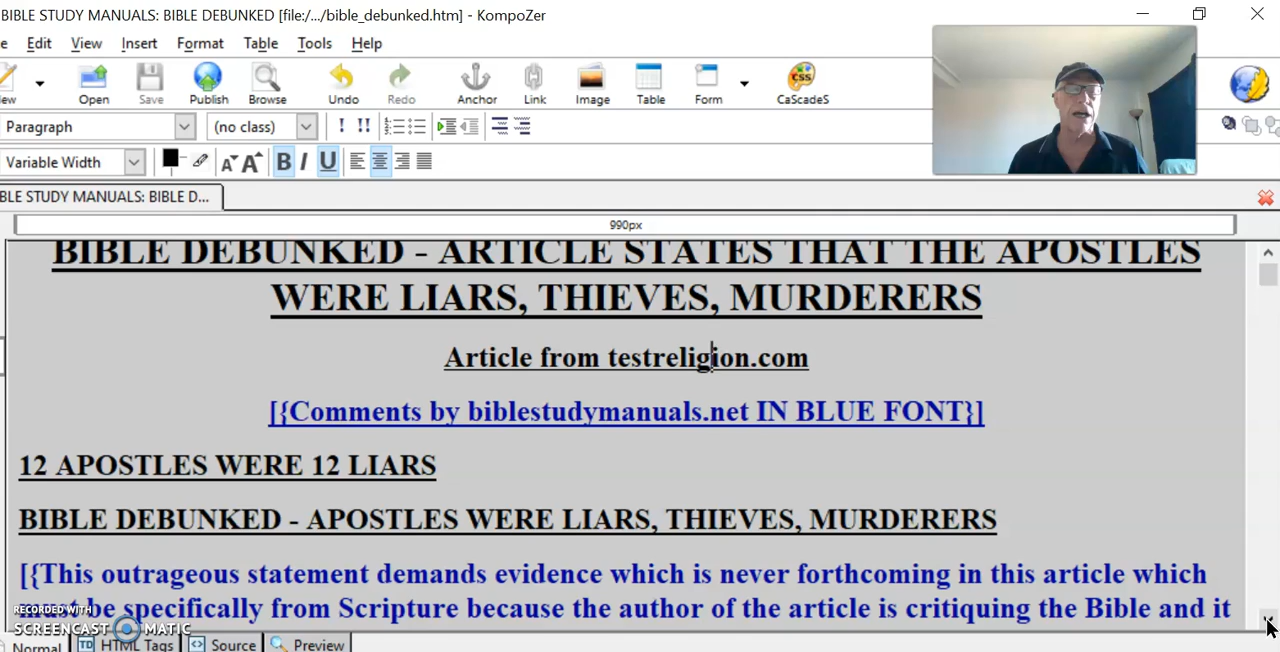 BIBLE STUDY MANUALS: BIBLE DEBUNKED [file:/.../bible_debunked.htm] - KompoZer
Edit View Insert Format Table Tools Help
Open Save Publish Browse Undo Redo Anchor Link Image Table Form CaScadeS
Paragraph (no class) ! !!
Variable Width B I U
BLE STUDY MANUALS: BIBLE D...
990px
BIBLE DEBUNKED - ARTICLE STATES THAT THE APOSTLES
WERE LIARS, THIEVES, MURDERERS
Article from testreligion.com
[{Comments by biblestudymanuals.net IN BLUE FONT}]
12 APOSTLES WERE 12 LIARS
BIBLE DEBUNKED - APOSTLES WERE LIARS, THIEVES, MURDERERS
[{This outrageous statement demands evidence which is never forthcoming in this article which
be specifically from Scripture because the author of the article is critiquing the Bible and it
RECORDED WITH
SCREENCAST MATIC
Normal HTML Tags Source Preview